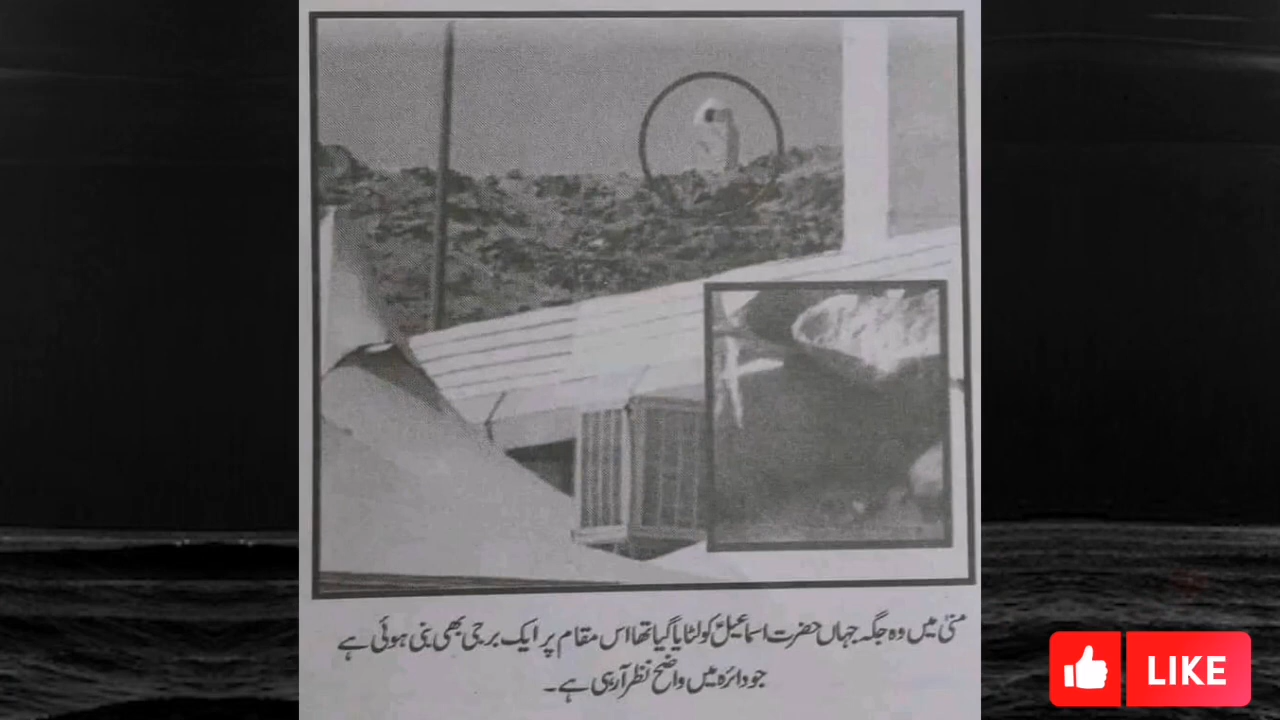 منیٰ میں وہ جگہ جہاں حضرت اسماعیلؑ کو لٹایا گیا تھا اس مقام پر ایک برجی بھی بنی ہوئی ہے
جو دائرہ میں واضح نظر آرہی ہے۔
LIKE